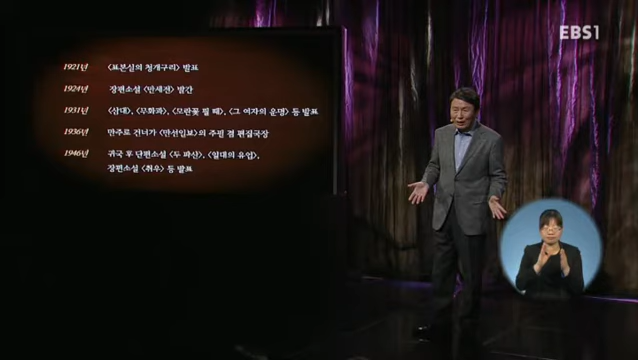 EBS1
1921년 〈표본실의 청개구리〉 발표
1924년 장편소설 〈만세전〉 발간
1931년 〈삼대〉, 〈무화과〉, 〈모란꽃 필 때〉, 〈그 여자의 운명〉 등 발표
1936년 만주로 건너가 〈만선일보〉의 주필 겸 편집국장
1946년 귀국 후 단편소설 〈두 파산〉, 〈일대의 유업〉,
장편소설 〈취우〉 등 발표